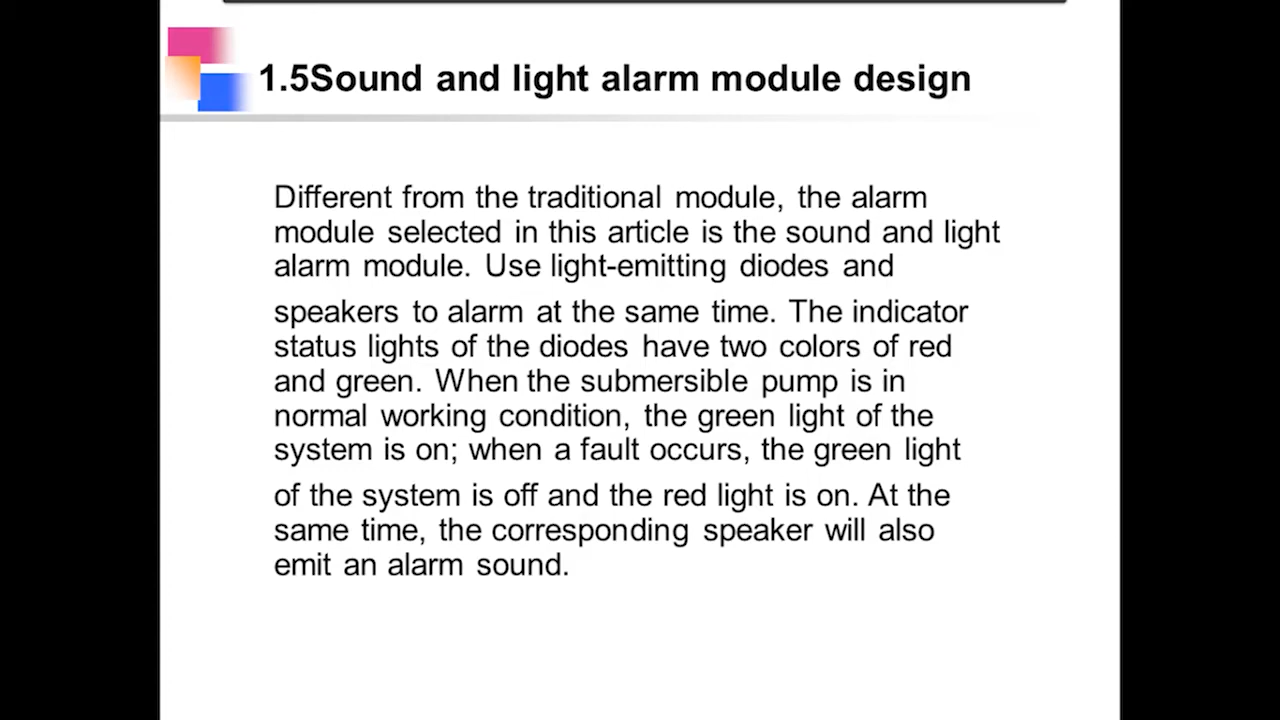 1.5Sound and light alarm module design
Different from the traditional module, the alarm
module selected in this article is the sound and light
alarm module. Use light-emitting diodes and
speakers to alarm at the same time. The indicator
status lights of the diodes have two colors of red
and green. When the submersible pump is in
normal working condition, the green light of the
system is on; when a fault occurs, the green light
of the system is off and the red light is on. At the
same time, the corresponding speaker will also
emit an alarm sound.